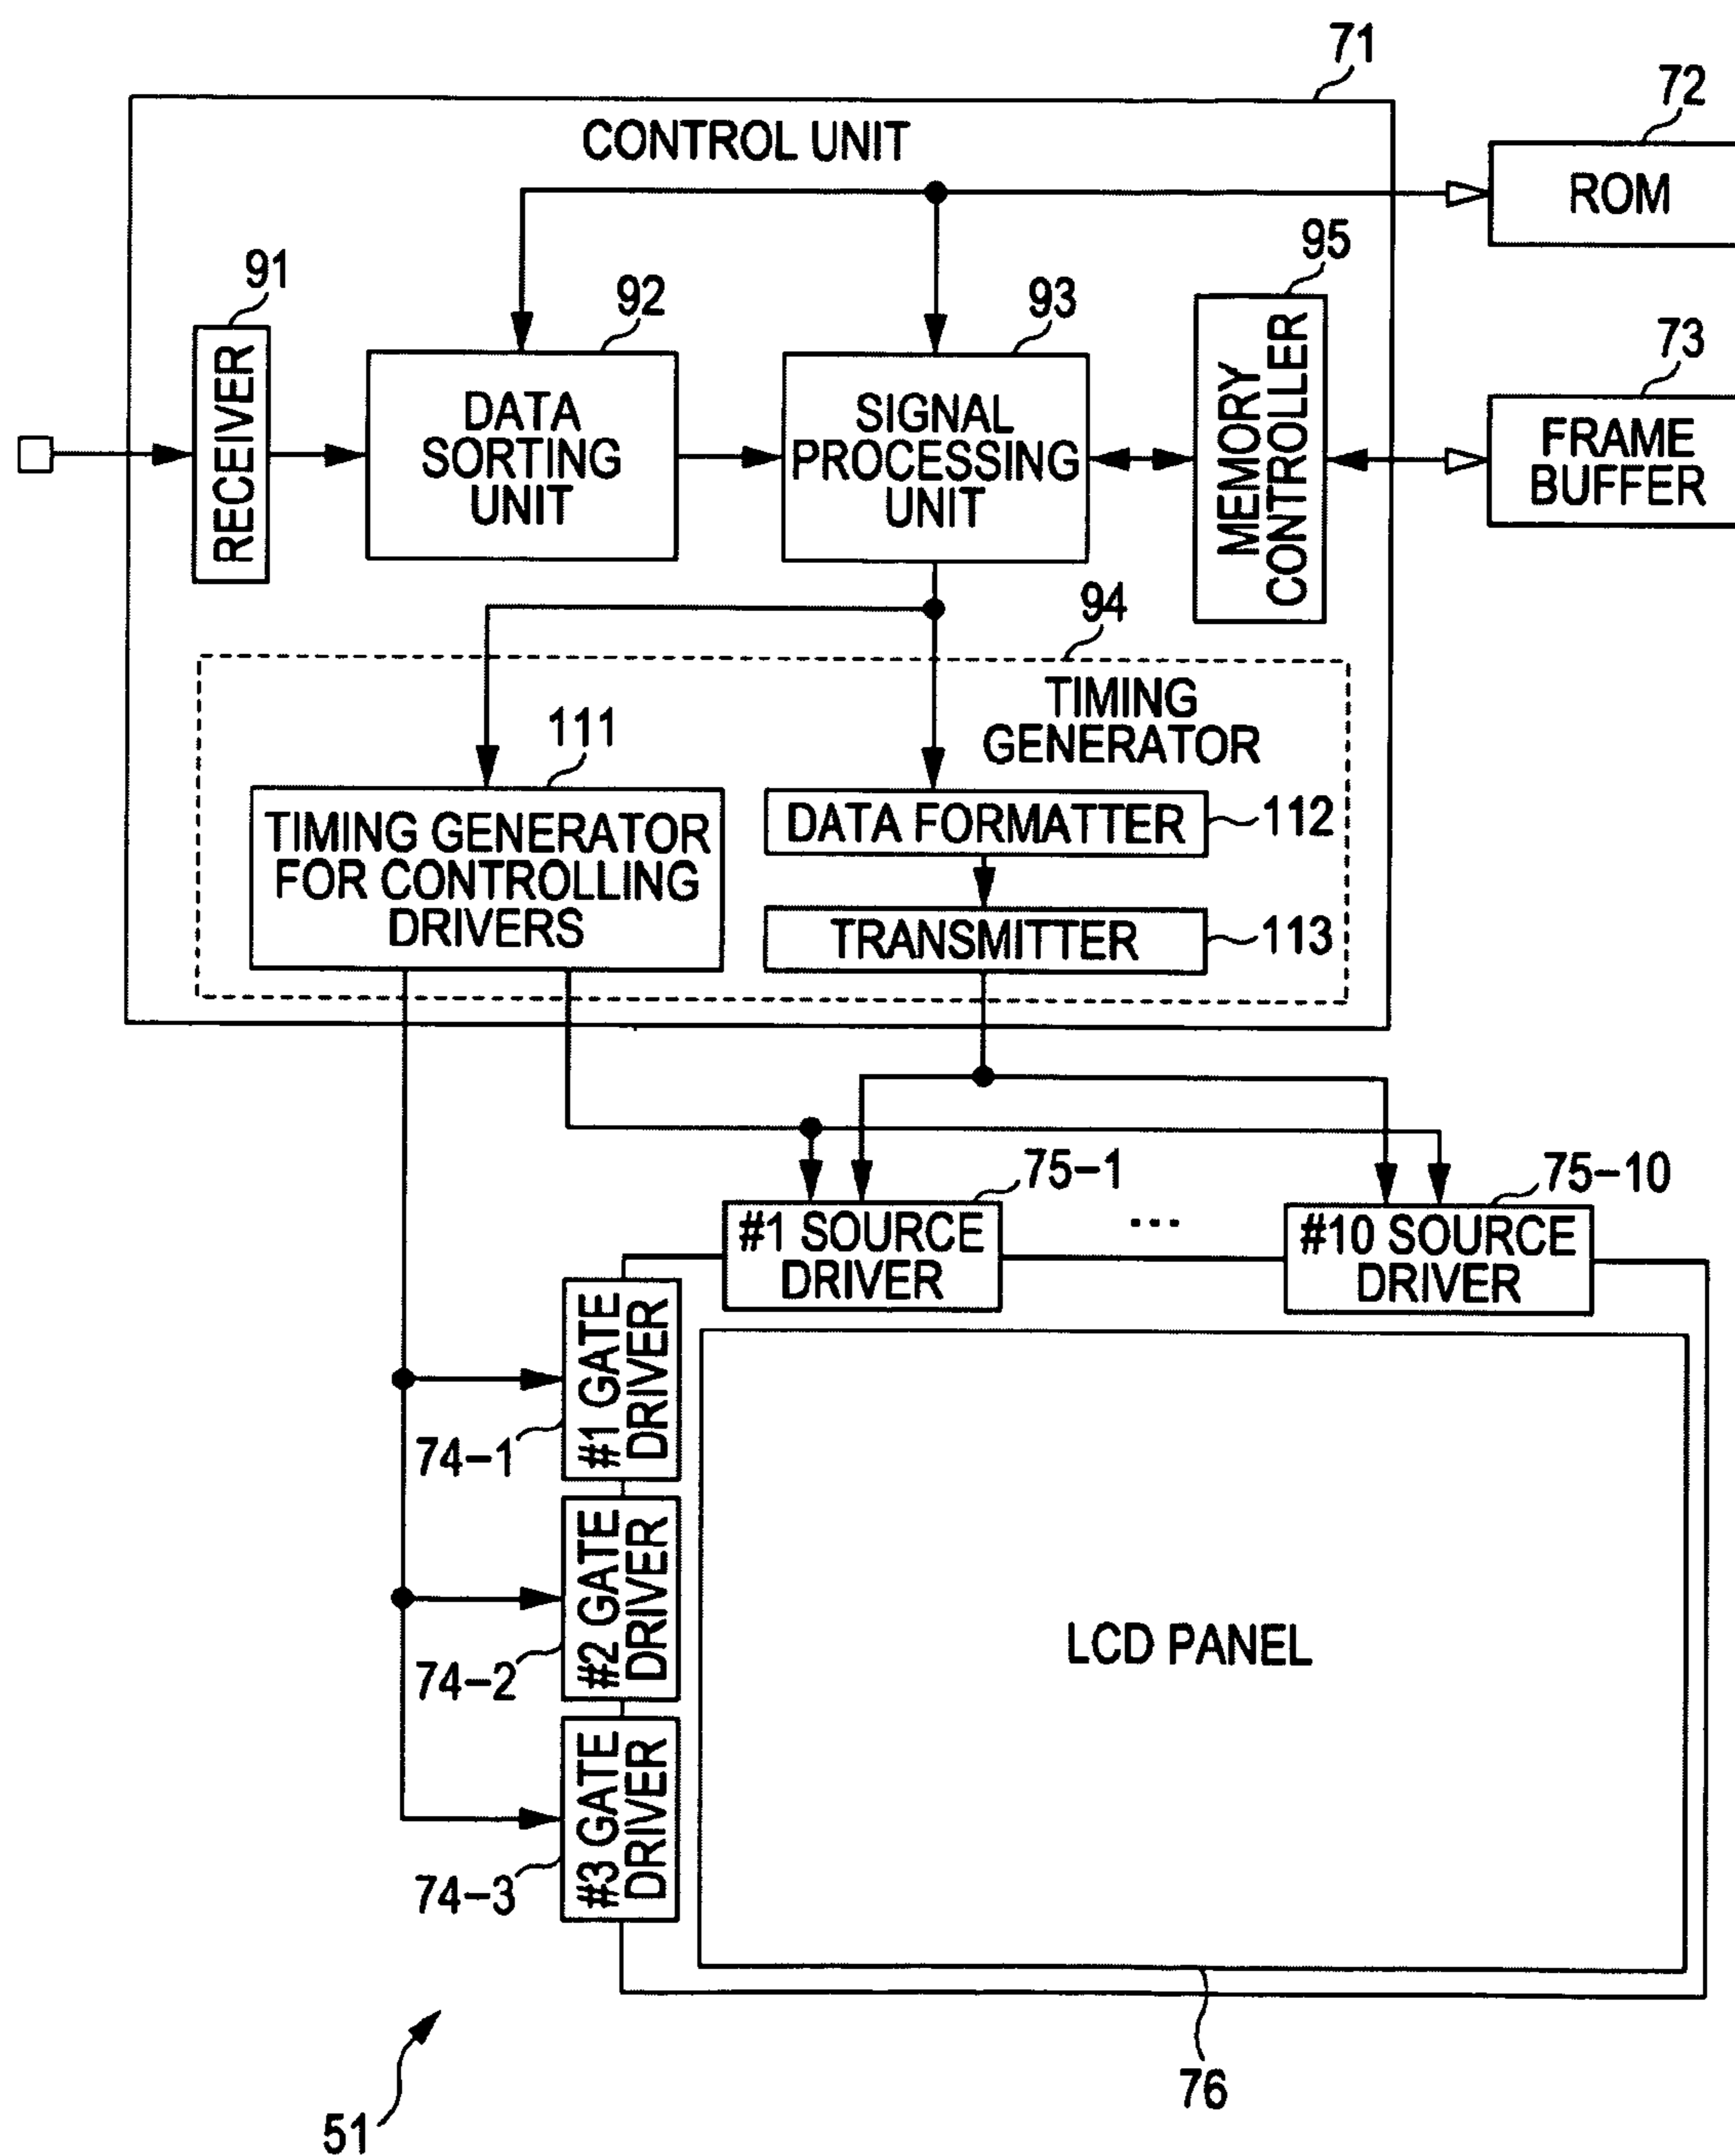 71
CONTROL UNIT
72
ROM
91
RECEIVER
92
DATA
SORTING
UNIT
93
SIGNAL
PROCESSING
UNIT
95
MEMORY
CONTROLLER
73
FRAME
BUFFER
94
TIMING
GENERATOR
111
TIMING GENERATOR
FOR CONTROLLING
DRIVERS
DATA FORMATTER
112
TRANSMITTER
113
75-1
#1 SOURCE
DRIVER
...
75-10
#10 SOURCE
DRIVER
#1 GATE
DRIVER
74-1
#2 GATE
DRIVER
74-2
#3 GATE
DRIVER
74-3
LCD PANEL
76
51